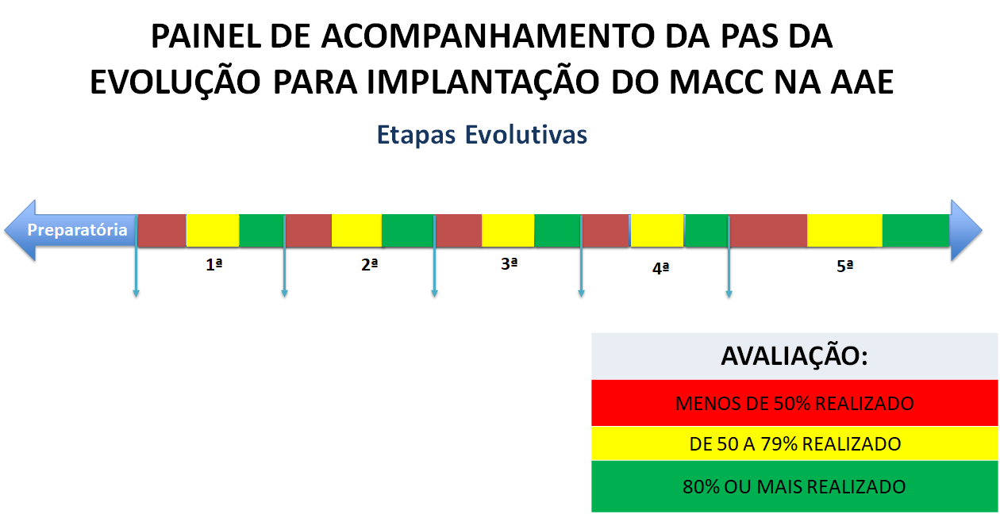 PAINEL DE ACOMPANHAMENTO DA PAS DA
EVOLUÇÃO PARA IMPLANTAÇÃO DO MACC NA AAE
Etapas Evolutivas
Preparatória
1ª
2ª
3ª
4ª
5ª
AVALIAÇÃO:
MENOS DE 50% REALIZADO
DE 50 A 79% REALIZADO
80% OU MAIS REALIZADO